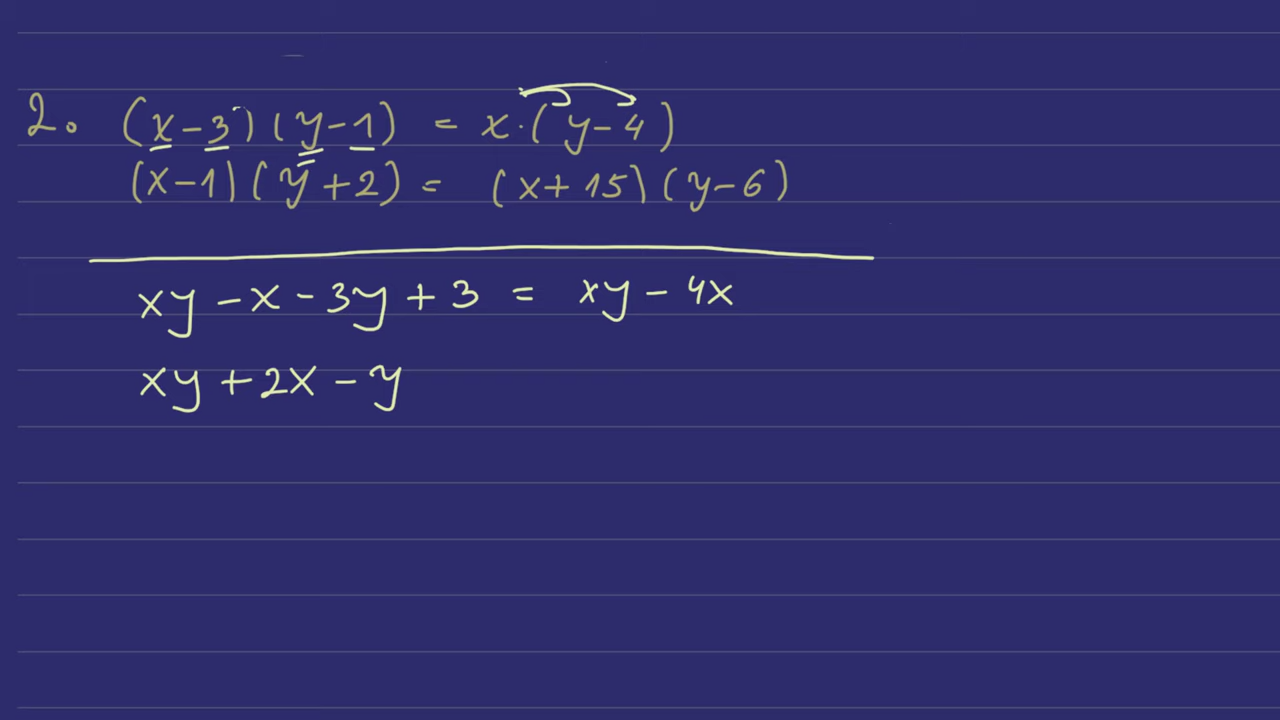 2. (x-3)(y-1) = x·(y-4)
(x-1)(y+2) = (x+15)(y-6)
xy - x - 3y + 3 = xy - 4x
xy + 2x - y